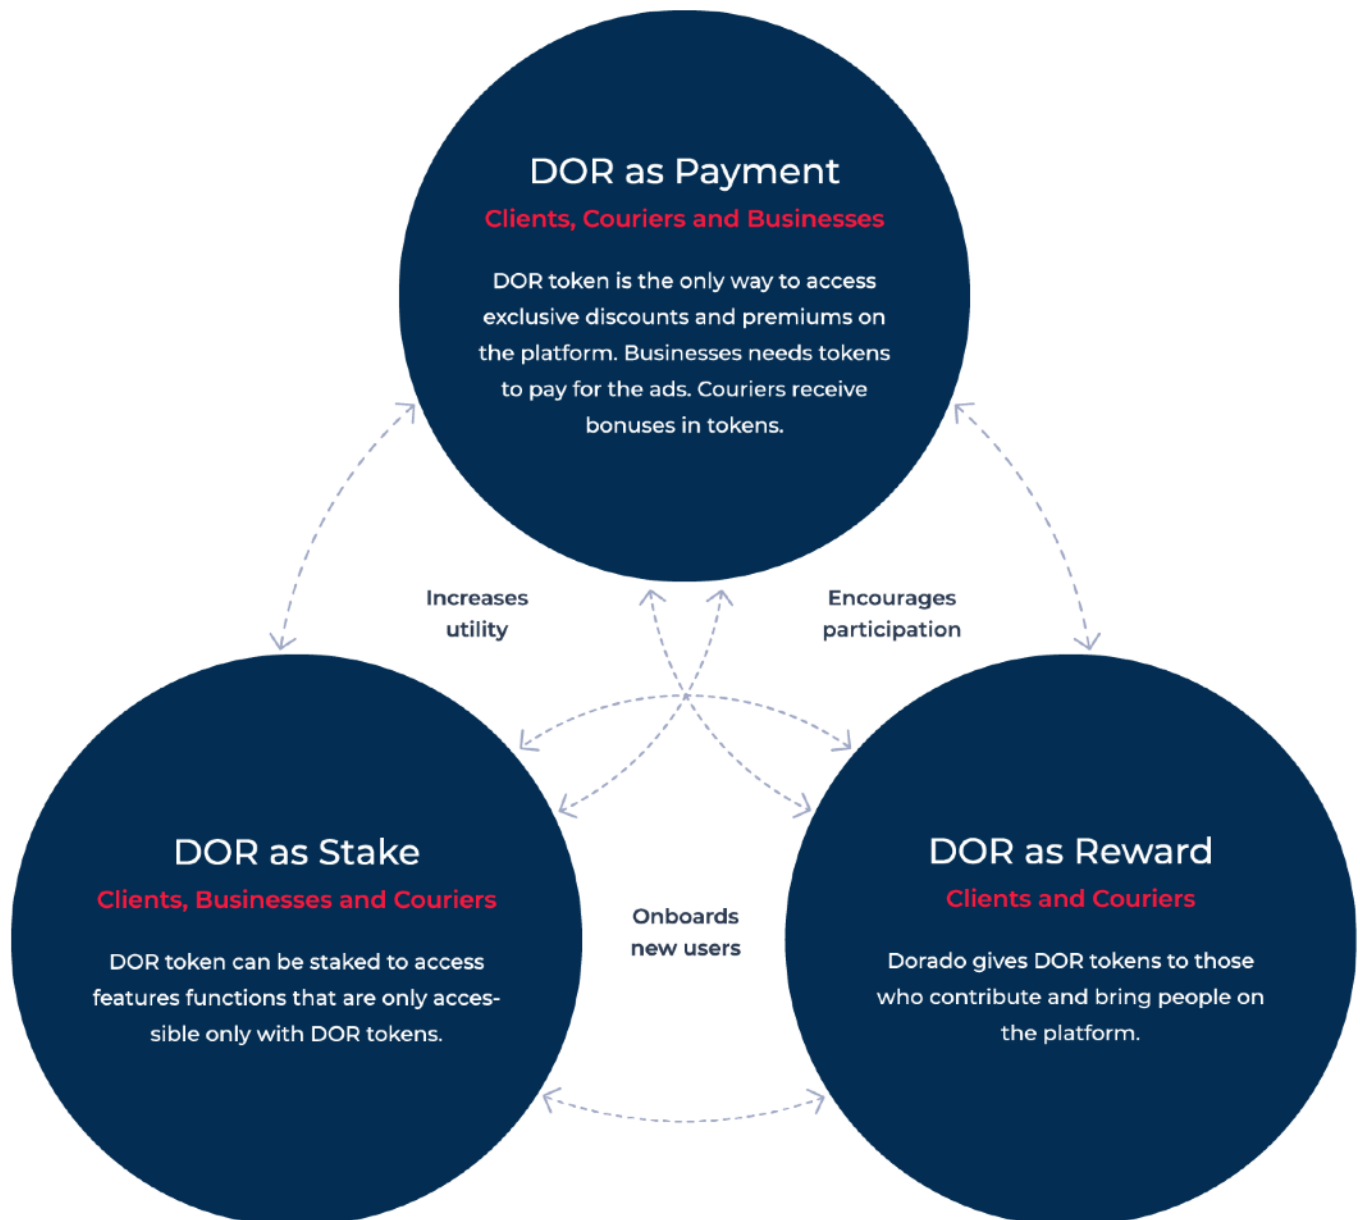 DOR as Payment
Clients, Couriers and Businesses
DOR token is the only way to access
exclusive discounts and premiums on
the platform. Businesses needs tokens
to pay for the ads. Couriers receive
bonuses in tokens.
Increases
utility
Encourages
participation
DOR as Stake
Clients, Businesses and Couriers
DOR token can be staked to access
features functions that are only acces-
sible only with DOR tokens.
Onboards
new users
DOR as Reward
Clients and Couriers
Dorado gives DOR tokens to those
who contribute and bring people on
the platform.